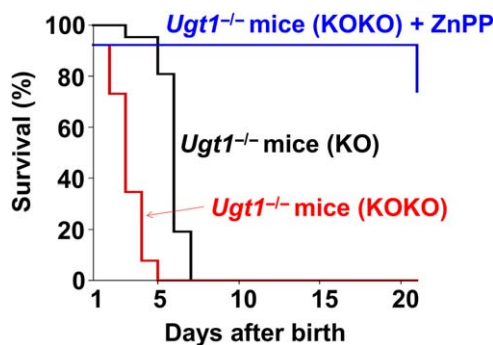 Ugt1⁻/⁻ mice (KOKO) + ZnPP
Ugt1⁻/⁻ mice (KO)
Ugt1⁻/⁻ mice (KOKO)
Survival (%)
100
80
60
40
20
0
1 5 10 15 20
Days after birth